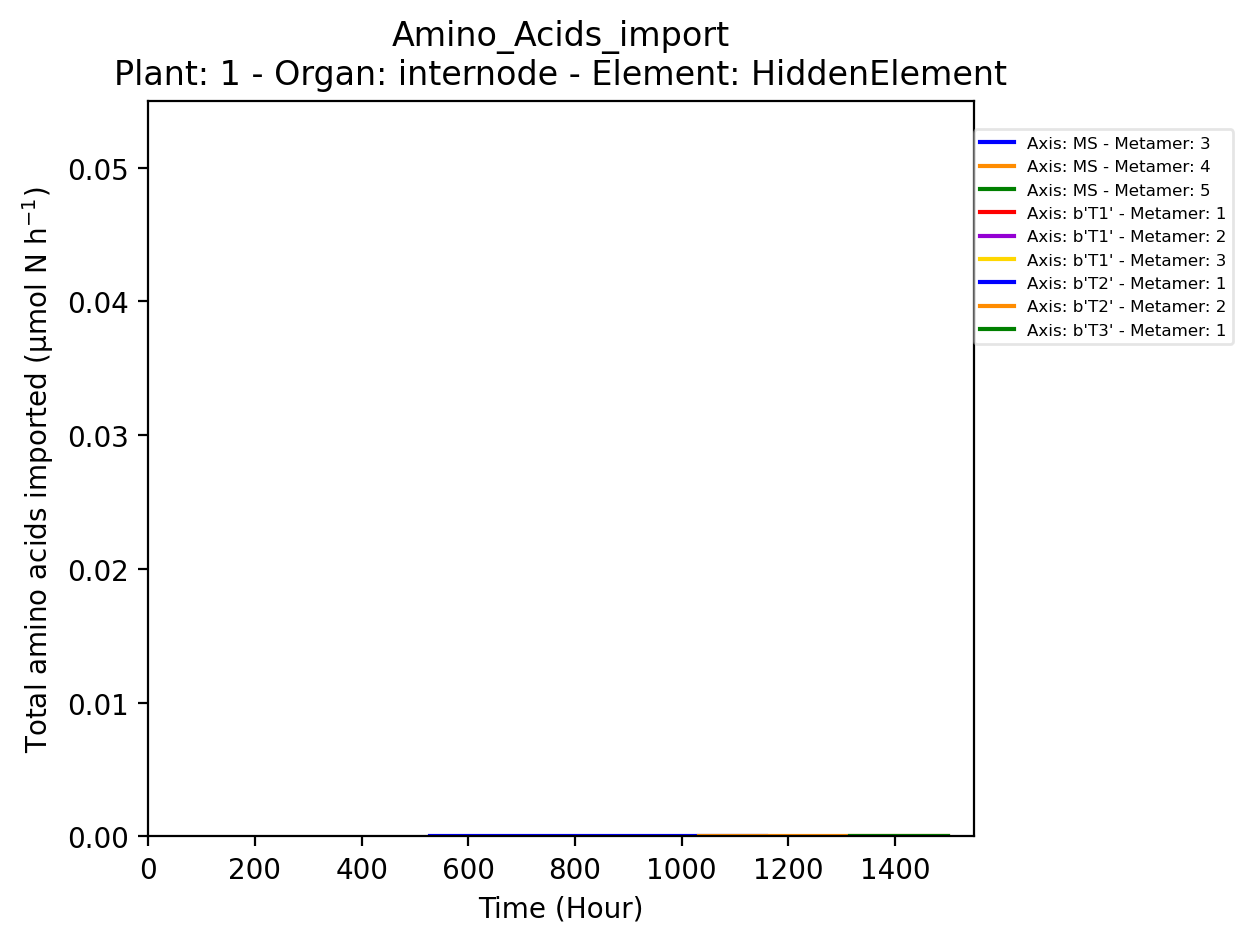 Amino_Acids_import
Plant: 1 - Organ: internode - Element: HiddenElement
Total amino acids imported (µmol N h⁻¹)
0.05
0.04
0.03
0.02
0.01
0.00
0 200 400 600 800 1000 1200 1400
Time (Hour)
Axis: MS - Metamer: 3
Axis: MS - Metamer: 4
Axis: MS - Metamer: 5
Axis: b'T1' - Metamer: 1
Axis: b'T1' - Metamer: 2
Axis: b'T1' - Metamer: 3
Axis: b'T2' - Metamer: 1
Axis: b'T2' - Metamer: 2
Axis: b'T3' - Metamer: 1